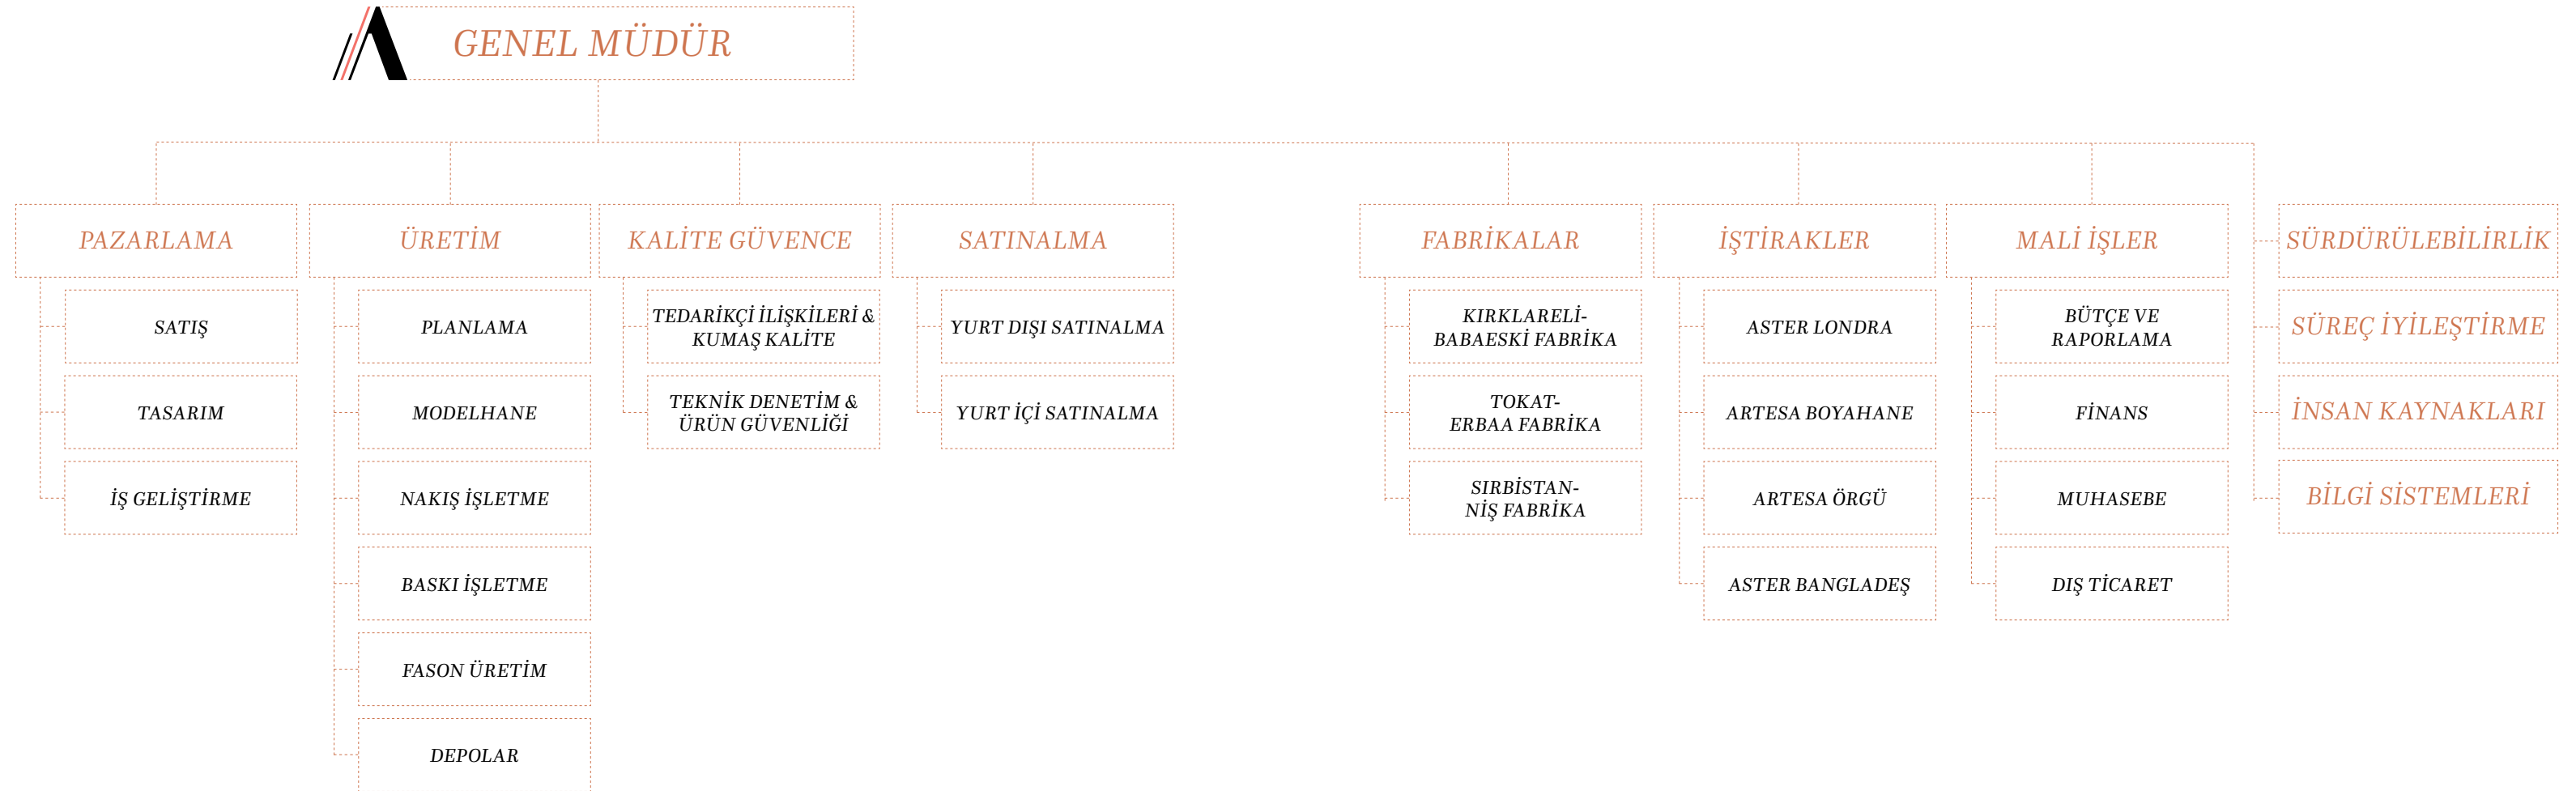 GENEL MÜDÜR
PAZARLAMA
SATIŞ
TASARIM
İŞ GELİŞTİRME
ÜRETİM
PLANLAMA
MODELHANE
NAKIŞ İŞLETME
BASKI İŞLETME
FASON ÜRETİM
DEPOLAR
KALİTE GÜVENCE
TEDARİKÇİ İLİŞKİLERİ &
KUMAŞ KALİTE
TEKNİK DENETİM &
ÜRÜN GÜVENLİĞİ
SATINALMA
YURT DIŞI SATINALMA
YURT İÇİ SATINALMA
FABRİKALAR
KIRKLARELİ-
BABAESKİ FABRİKA
TOKAT-
ERBAA FABRİKA
SIRBİSTAN-
NİŞ FABRİKA
İŞTİRAKLER
ASTER LONDRA
ARTESA BOYAHANE
ARTESA ÖRGÜ
ASTER BANGLADEŞ
MALİ İŞLER
BÜTÇE VE
RAPORLAMA
FİNANS
MUHASEBE
DIŞ TİCARET
SÜRDÜRÜLEBİLİRLİK
SÜREÇ İYİLEŞTİRME
İNSAN KAYNAKLARI
BİLGİ SİSTEMLERİ